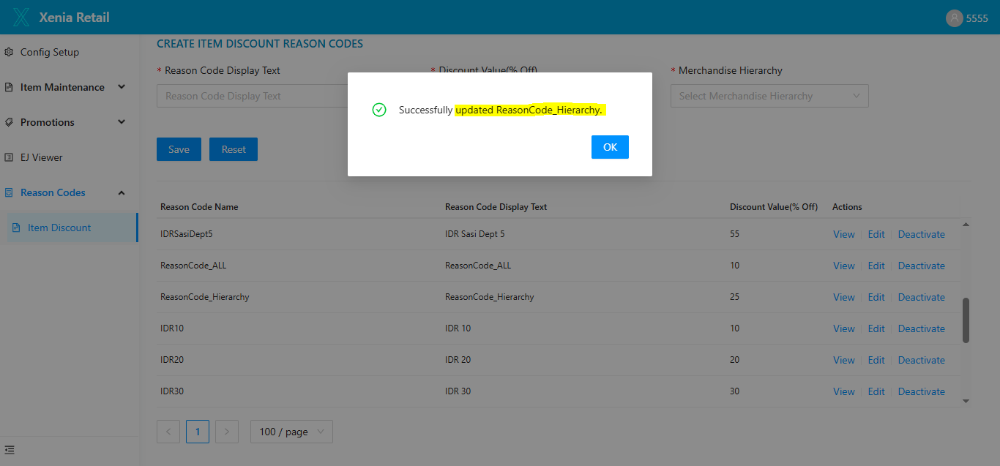 Xenia Retail
5555
Config Setup
Item Maintenance
Promotions
EJ Viewer
Reason Codes
Item Discount
CREATE ITEM DISCOUNT REASON CODES
* Reason Code Display Text
* Discount Value(% Off)
* Merchandise Hierarchy
Reason Code Display Text
Select Merchandise Hierarchy
Successfully updated ReasonCode_Hierarchy.
OK
Save Reset
Reason Code Name Reason Code Display Text Discount Value(% Off) Actions
IDRSasiDept5 IDR Sasi Dept 5 55 View Edit Deactivate
ReasonCode_ALL ReasonCode_ALL 10 View Edit Deactivate
ReasonCode_Hierarchy ReasonCode_Hierarchy 25 View Edit Deactivate
IDR10 IDR 10 10 View Edit Deactivate
IDR20 IDR 20 20 View Edit Deactivate
IDR30 IDR 30 30 View Edit Deactivate
< 1 > 100 / page